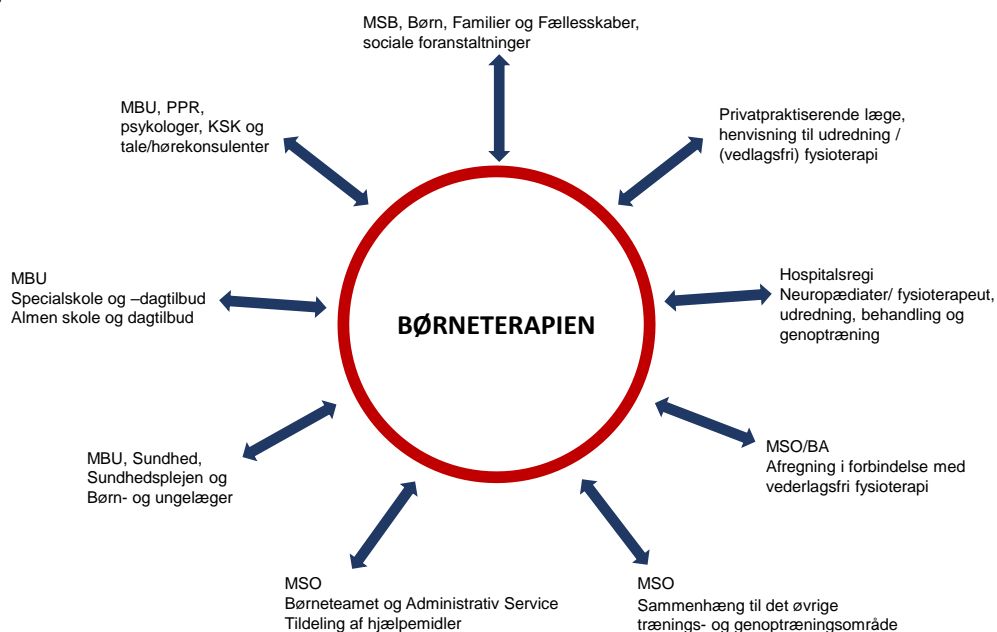 MSB, Børn, Familier og Fællesskaber,
sociale foranstaltninger
MBU, PPR,
psykologer, KSK og
tale/hørekonsulenter
Privatpraktiserende læge,
henvisning til udredning /
(vedlagsfri) fysioterapi
MBU
Specialskole og –dagtilbud
Almen skole og dagtilbud
BØRNETERAPIEN
Hospitalsregi
Neuropædiater/ fysioterapeut,
udredning, behandling og
genoptræning
MBU, Sundhed,
Sundhedsplejen og
Børn- og ungelæger
MSO/BA
Afregning i forbindelse med
vederlagsfri fysioterapi
MSO
Børneteamet og Administrativ Service
Tildeling af hjælpemidler
MSO
Sammenhæng til det øvrige
trænings- og genoptræningsområde